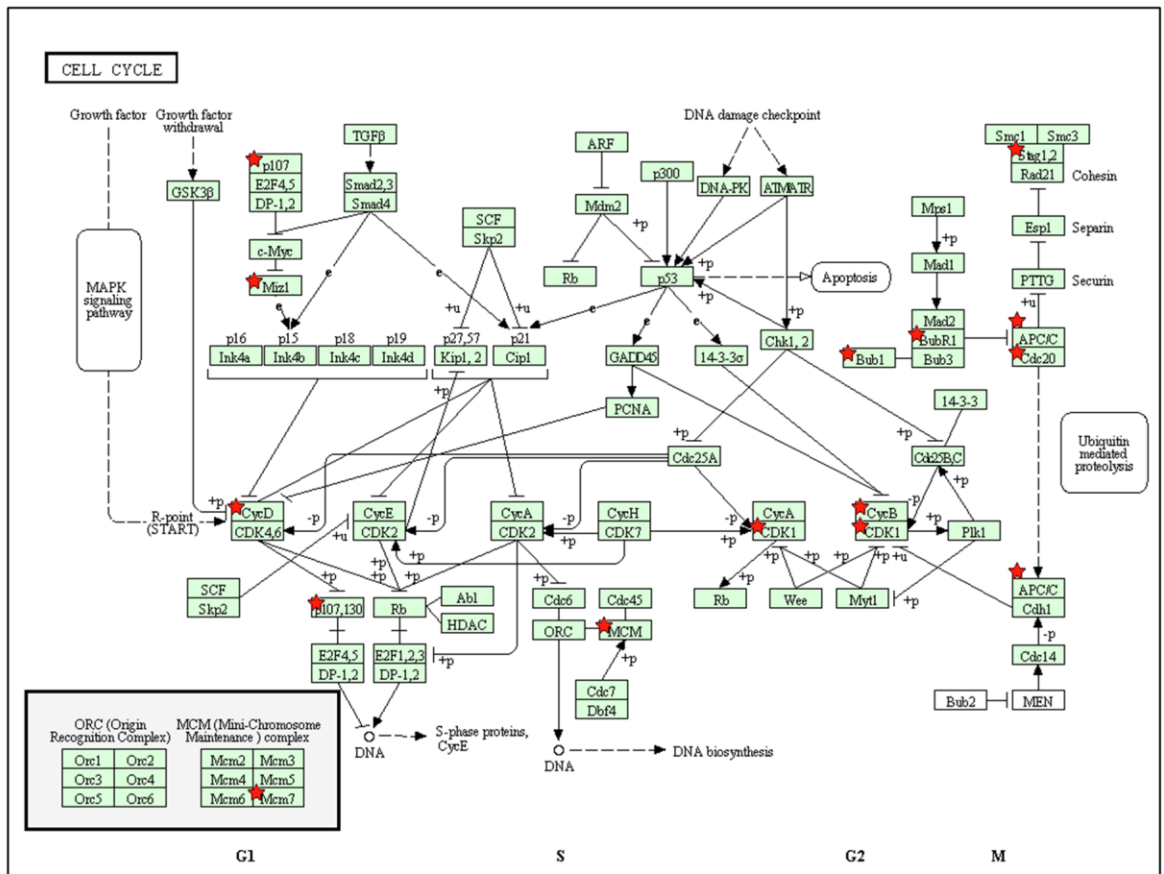 CELL CYCLE
Growth factor
Growth factor
withdrawal
GSK3β
MAPK
signaling
pathway
p107
E2F4,5
DP-1,2
c-Myc
Miz1
e
TGFβ
Smad2,3
Smad4
e
e
SCF
Skp2
+u
+u
ARF
Mdm2
Rb
+p
p300
p53
+p
+p
DNA damage checkpoint
DNA-PK
ATM/ATR
+p
Apoptosis
e
e
e
p16
Ink4a
p15
Ink4b
p18
Ink4c
p19
Ink4d
p27,57
Kip1, 2
p21
Cip1
+p
GADD45
14-3-3σ
PCNA
Chk1, 2
Smc1
Smc3
Stag1,2
Rad21
Cohesin
Mps1
+p
Mad1
Esp1
Separin
PTTG
Securin
+u
Mad2
BubR1
Bub3
Bub1
APC/C
Cdc20
14-3-3
Ubiquitin
mediated
proteolysis
+p
Cdc25A
+p
Cdc25B,C
R-point
(START)
+p
CycD
CDK4,6
-p
CycE
CDK2
+u
-p
+p
CycA
CDK2
-p
+p
CycH
CDK7
-p
+p
CycA
CDK1
CycB
CDK1
-p
+p
Plk1
+p
SCF
Skp2
+p
+p
+p
+p
p107,130
Rb
Abl
HDAC
E2F4,5
DP-1,2
E2F1,2,3
DP-1,2
+p
Cdc6
ORC
Cdc45
MCM
+p
Cdc7
Dbf4
Rb
+p
Wee
+p
+p
+u
Myt1
+p
APC/C
Cdh1
-p
Cdc14
Bub2
MEN
DNA
S-phase proteins,
CycE
DNA
DNA biosynthesis
ORC (Origin
Recognition Complex)
Orc1
Orc2
Orc3
Orc4
Orc5
Orc6
MCM (Mini-Chromosome
Maintenance ) complex
Mcm2
Mcm3
Mcm4
Mcm5
Mcm6
Mcm7
G1
S
G2
M